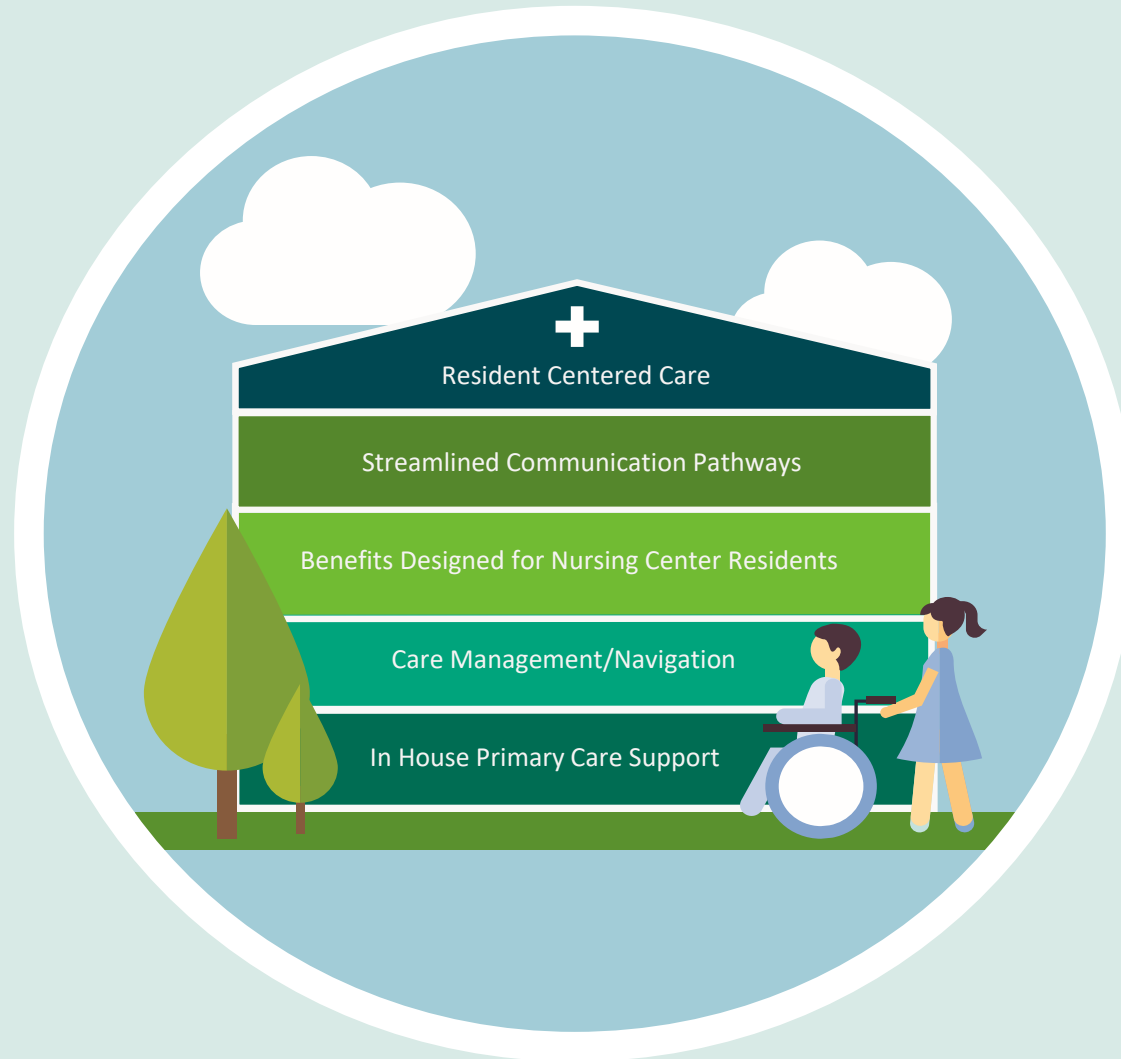 Resident Centered Care
Streamlined Communication Pathways
Benefits Designed for Nursing Center Residents
Care Management/Navigation
In House Primary Care Support